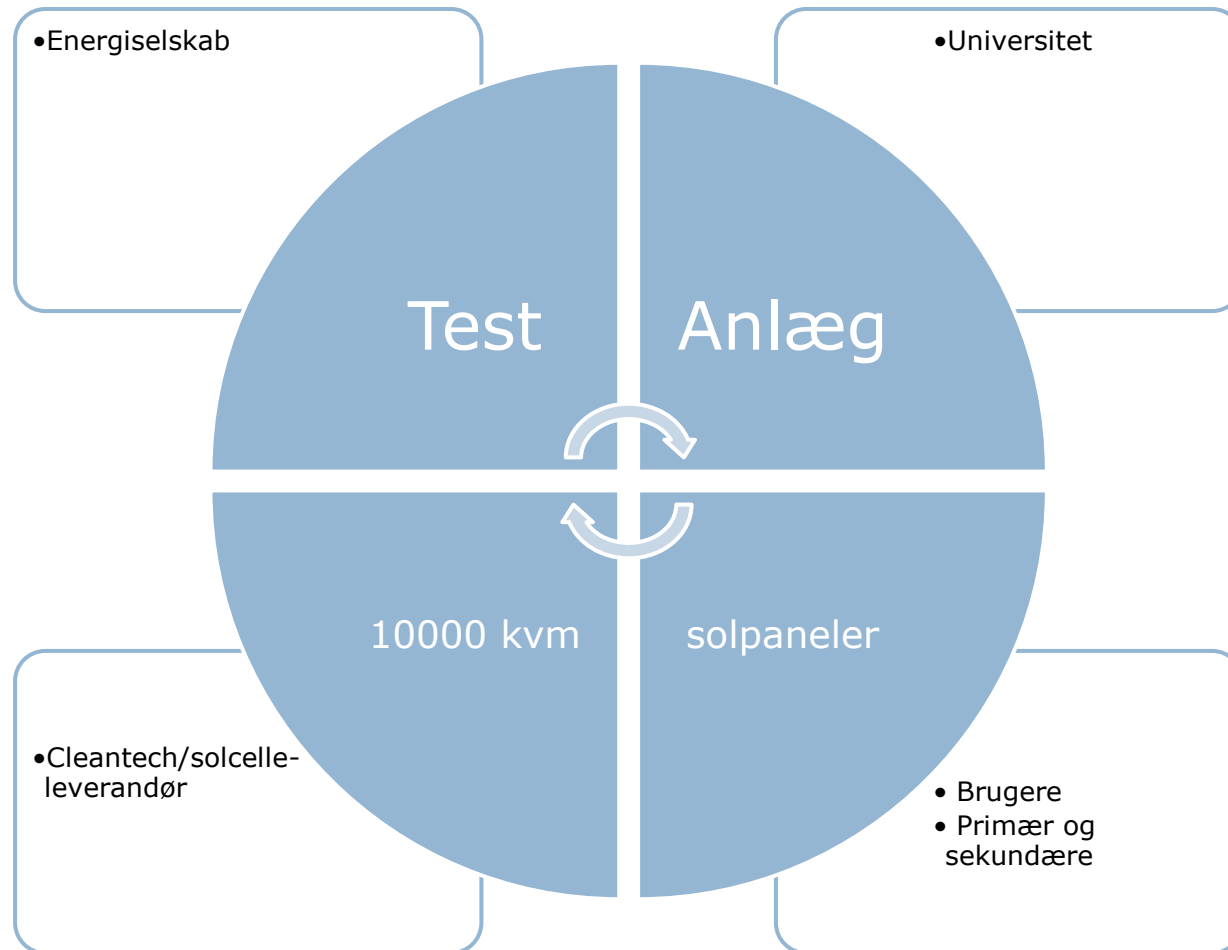 •Energiselskab
•Universitet
Test
Anlæg
10000 kvm
solpaneler
•Cleantech/solcelle-
leverandør
• Brugere
• Primær og
sekundære